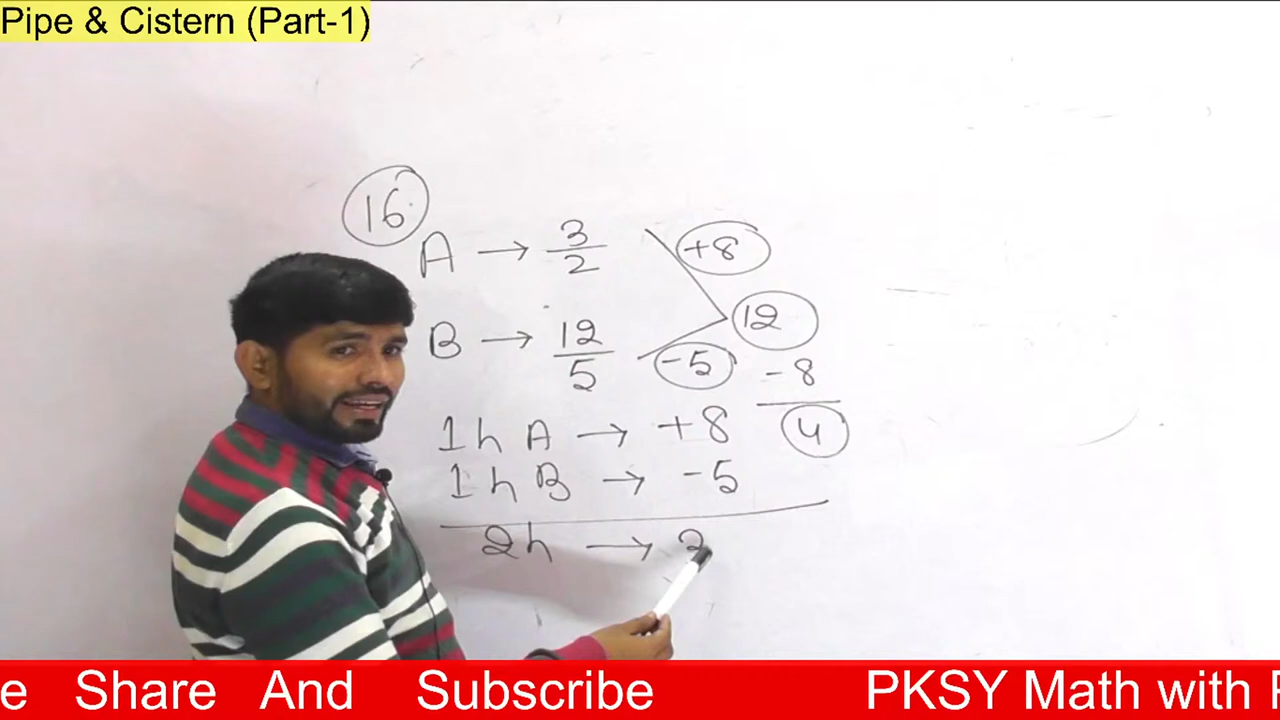 Pipe & Cistern (Part-1)
16
A → 3/2 +8
12
B → 12/5 -5
-8
1h A → +8 4
1h B → -5
2h → 3
e Share And Subscribe PKSY Math with